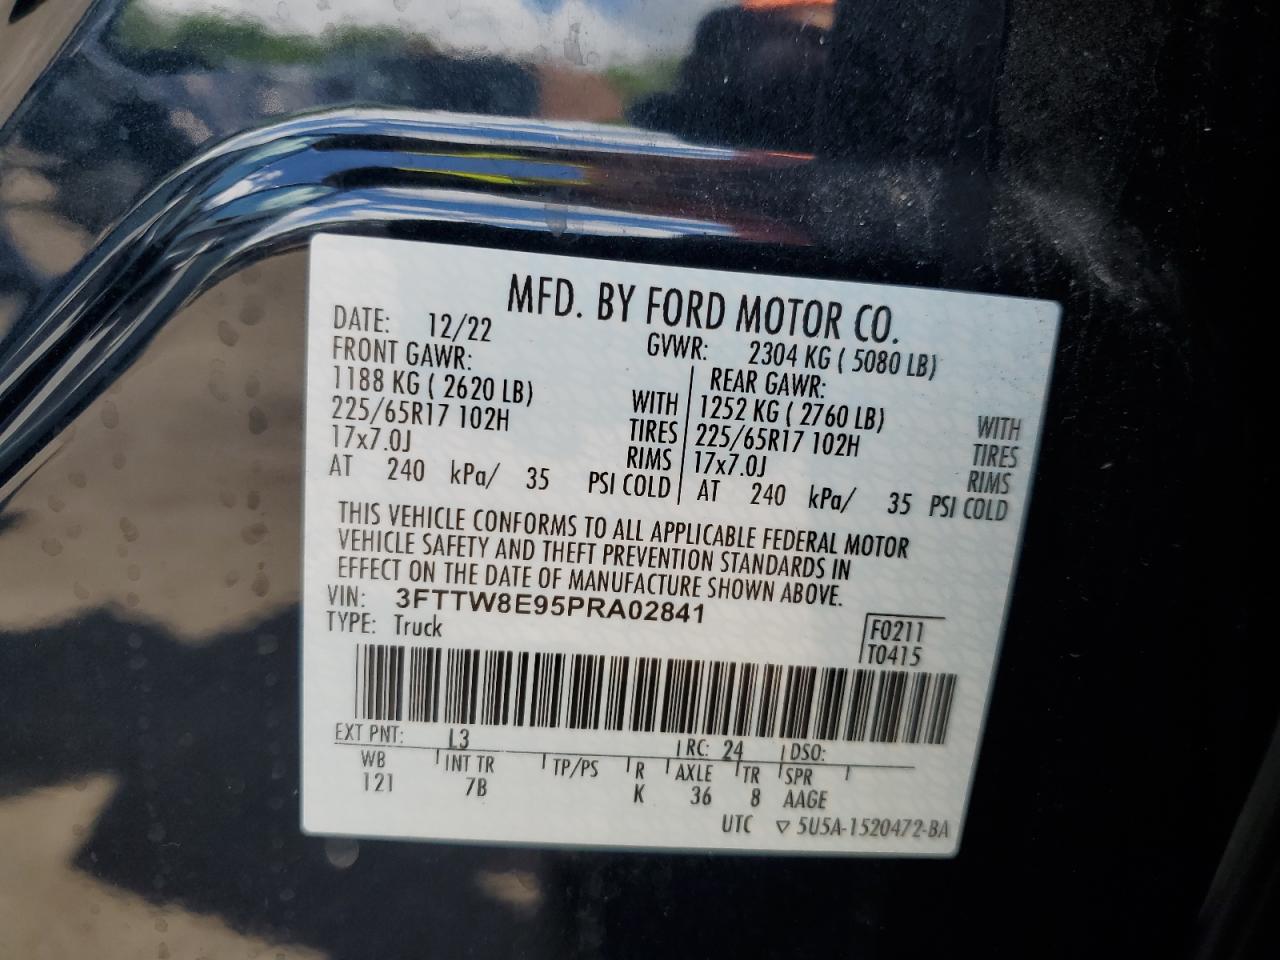 MFD. BY FORD MOTOR CO.
DATE: 12/22 GVWR: 2304 KG ( 5080 LB)
FRONT GAWR: REAR GAWR:
1188 KG ( 2620 LB) WITH 1252 KG ( 2760 LB) WITH
225/65R17 102H TIRES 225/65R17 102H TIRES
17x7.0J RIMS 17x7.0J RIMS
AT 240 kPa/ 35 PSI COLD AT 240 kPa/ 35 PSI COLD
THIS VEHICLE CONFORMS TO ALL APPLICABLE FEDERAL MOTOR
VEHICLE SAFETY AND THEFT PREVENTION STANDARDS IN
EFFECT ON THE DATE OF MANUFACTURE SHOWN ABOVE.
VIN: 3FTTW8E95PRA02841
TYPE: Truck
F0211
T0415
EXT PNT: L3 RC: 24 DSO:
WB INT TR TP/PS R AXLE TR SPR
121 7B K 36 8 AAGE
UTC ▽ 5U5A-1520472-BA